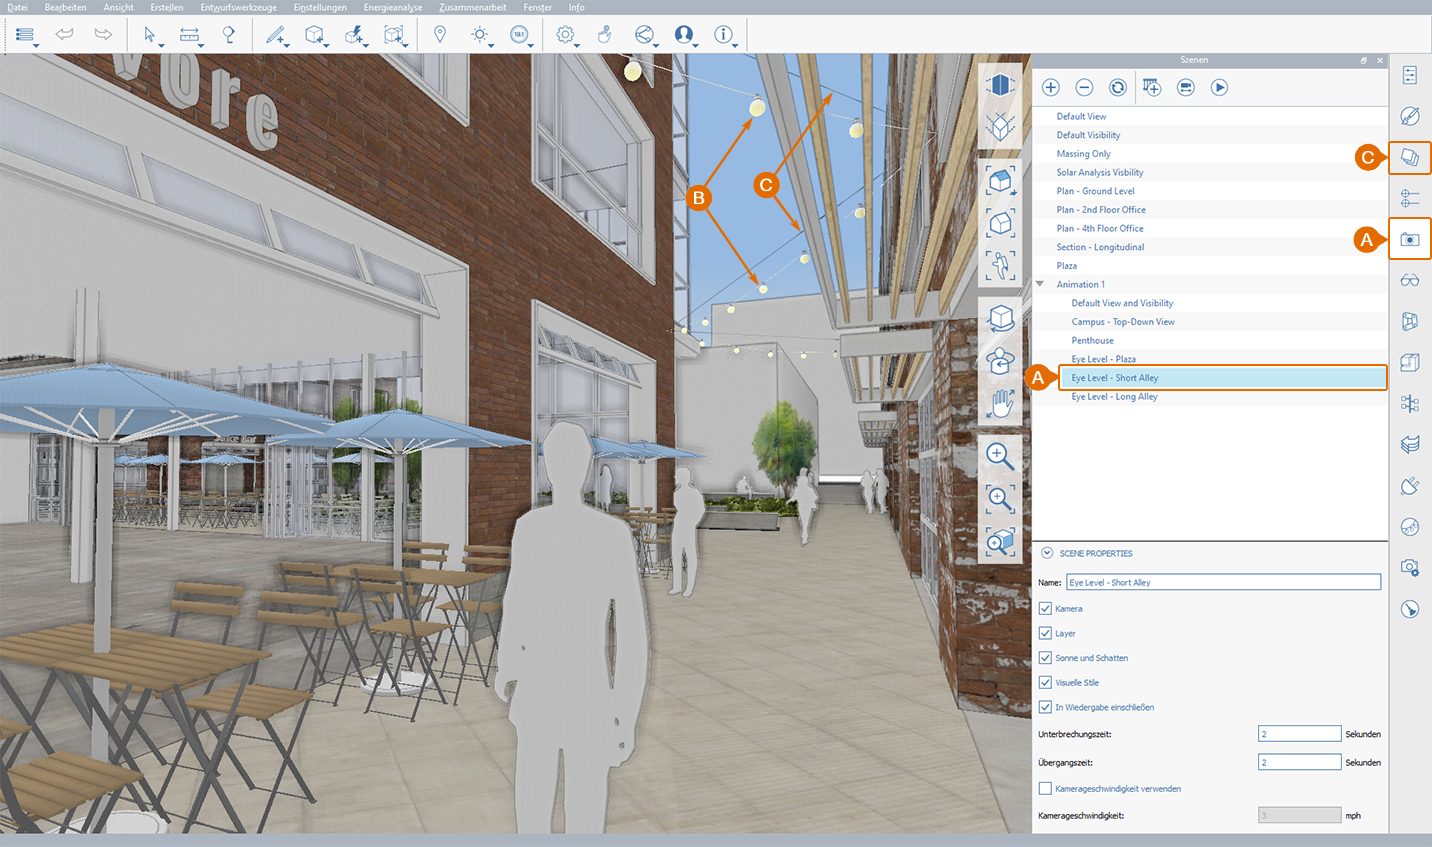 Datei Bearbeiten Ansicht Erstellen Entwurfswerkzeuge Einstellungen Energieanalyse Zusammenarbeit Fenster Info
19.1
Szenen
vore
B
C
C
A
A
Default View
Default Visibility
Massing Only
Solar Analysis Visbility
Plan - Ground Level
Plan - 2nd Floor Office
Plan - 4th Floor Office
Section - Longitudinal
Plaza
Animation 1
Default View and Visibility
Campus - Top-Down View
Penthouse
Eye Level - Plaza
Eye Level - Short Alley
Eye Level - Long Alley
SCENE PROPERTIES
Name: Eye Level - Short Alley
Kamera
Layer
Sonne und Schatten
Visuelle Stile
In Wiedergabe einschließen
Unterbrechungszeit: 2 Sekunden
Übergangszeit: 2 Sekunden
Kamerageschwindigkeit verwenden
Kamerageschwindigkeit: 3 mph